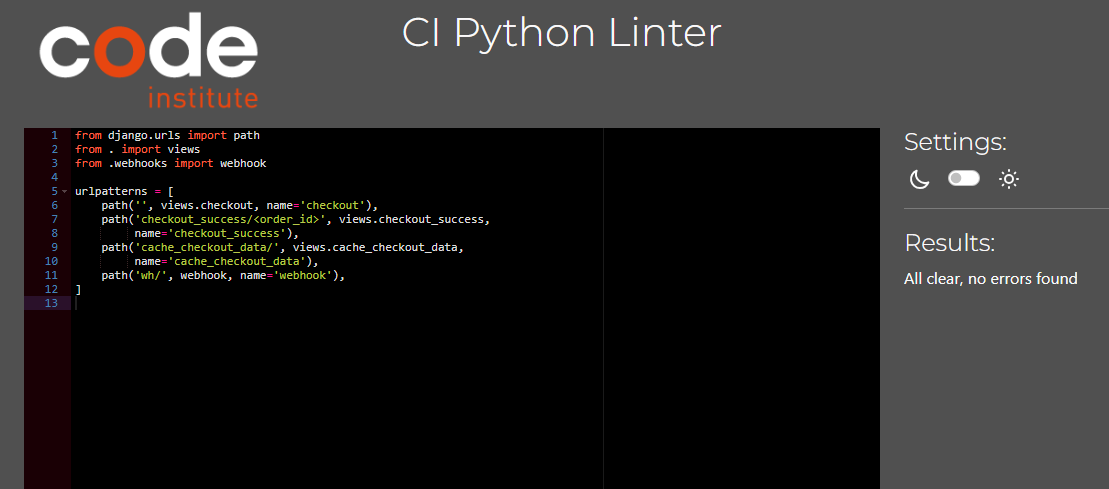 code
institute
CI Python Linter
1 from django.urls import path
2 from . import views
3 from .webhooks import webhook
4
5 urlpatterns = [
6     path('', views.checkout, name='checkout'),
7     path('checkout_success/<order_id>', views.checkout_success,
8          name='checkout_success'),
9     path('cache_checkout_data/', views.cache_checkout_data,
10          name='cache_checkout_data'),
11     path('wh/', webhook, name='webhook'),
12 ]
13
Settings:
Results:
All clear, no errors found